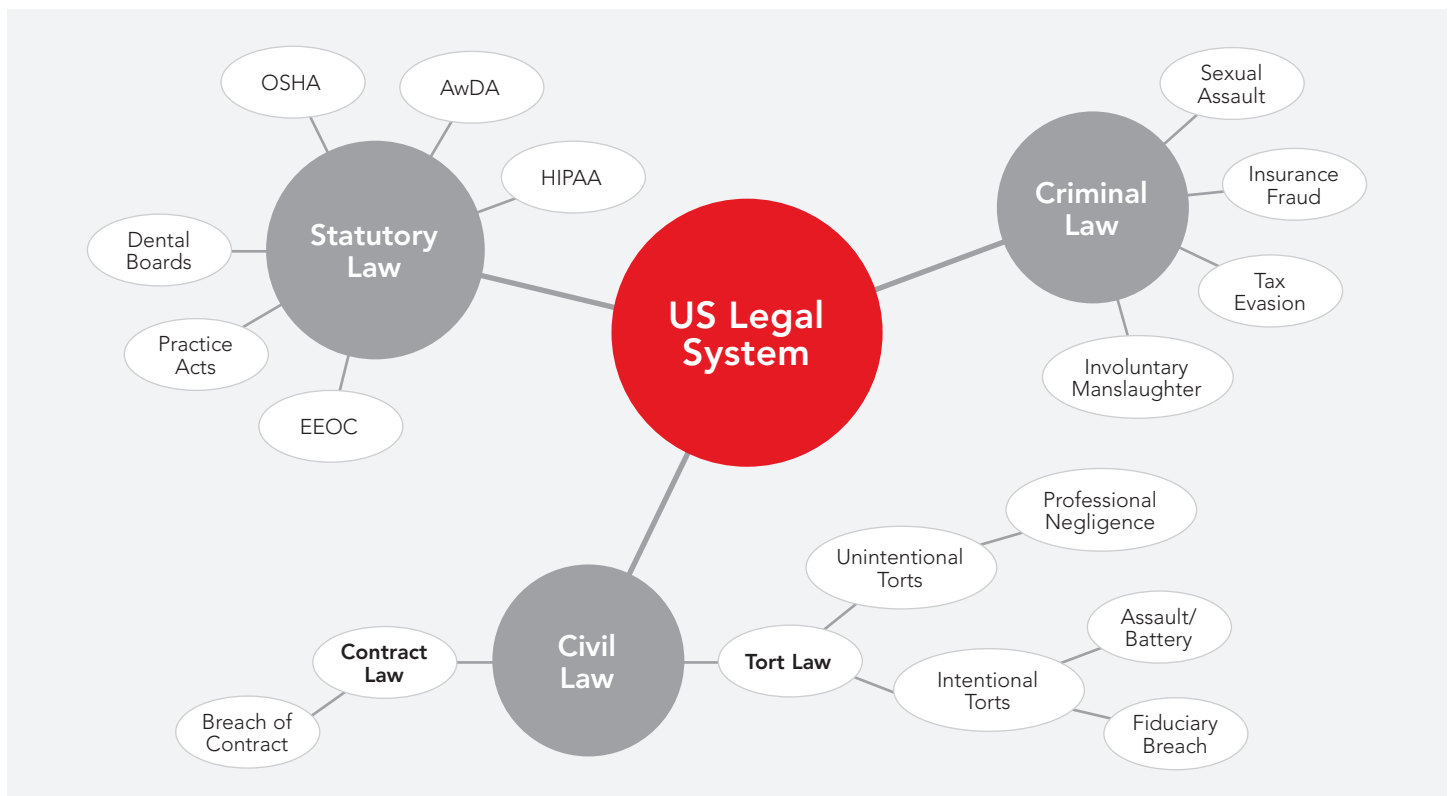 OSHA
AwDA
HIPAA
Statutory
Law
Dental
Boards
Practice
Acts
EEOC
US Legal
System
Sexual
Assault
Criminal
Law
Insurance
Fraud
Tax
Evasion
Involuntary
Manslaughter
Civil
Law
Contract
Law
Breach of
Contract
Tort Law
Unintentional
Torts
Professional
Negligence
Intentional
Torts
Assault/
Battery
Fiduciary
Breach